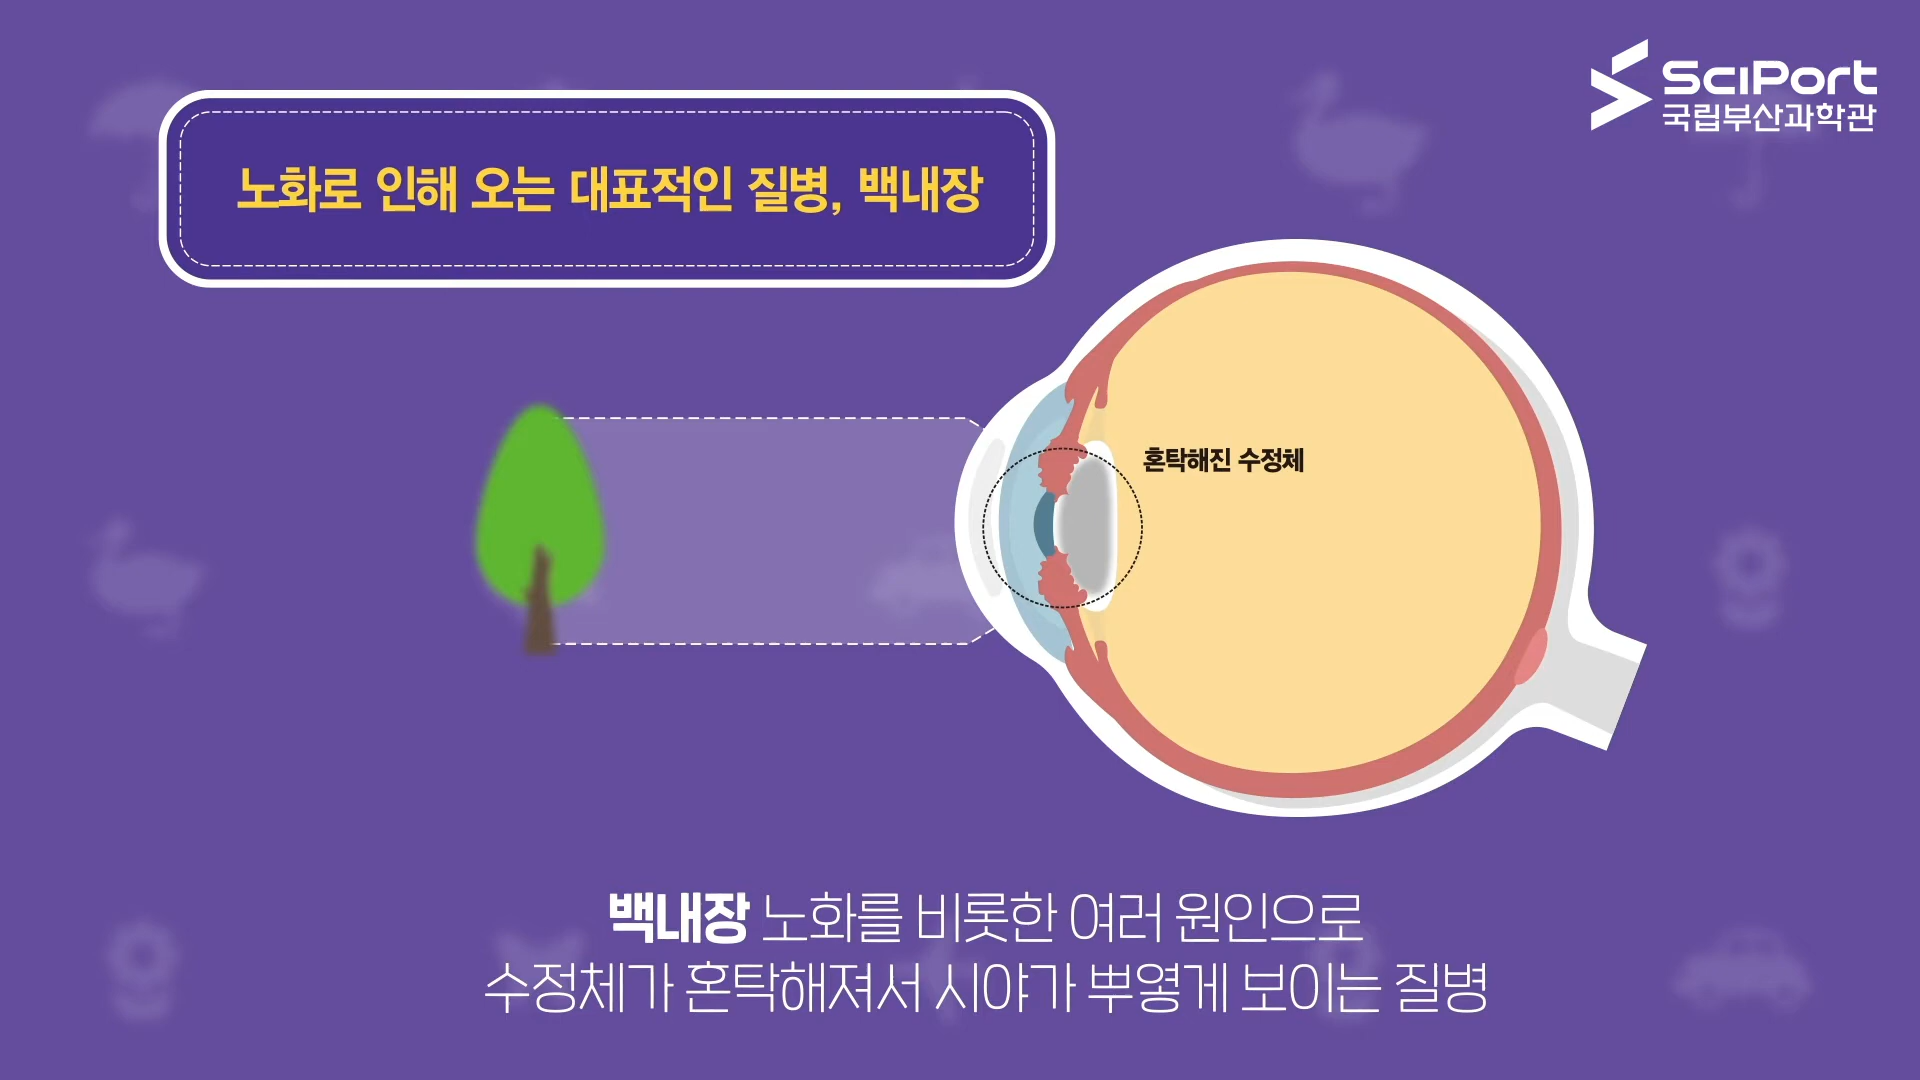 SciPort
국립부산과학관
노화로 인해 오는 대표적인 질병, 백내장
혼탁해진 수정체
백내장 노화를 비롯한 여러 원인으로
수정체가 혼탁해져서 시야가 뿌옇게 보이는 질병